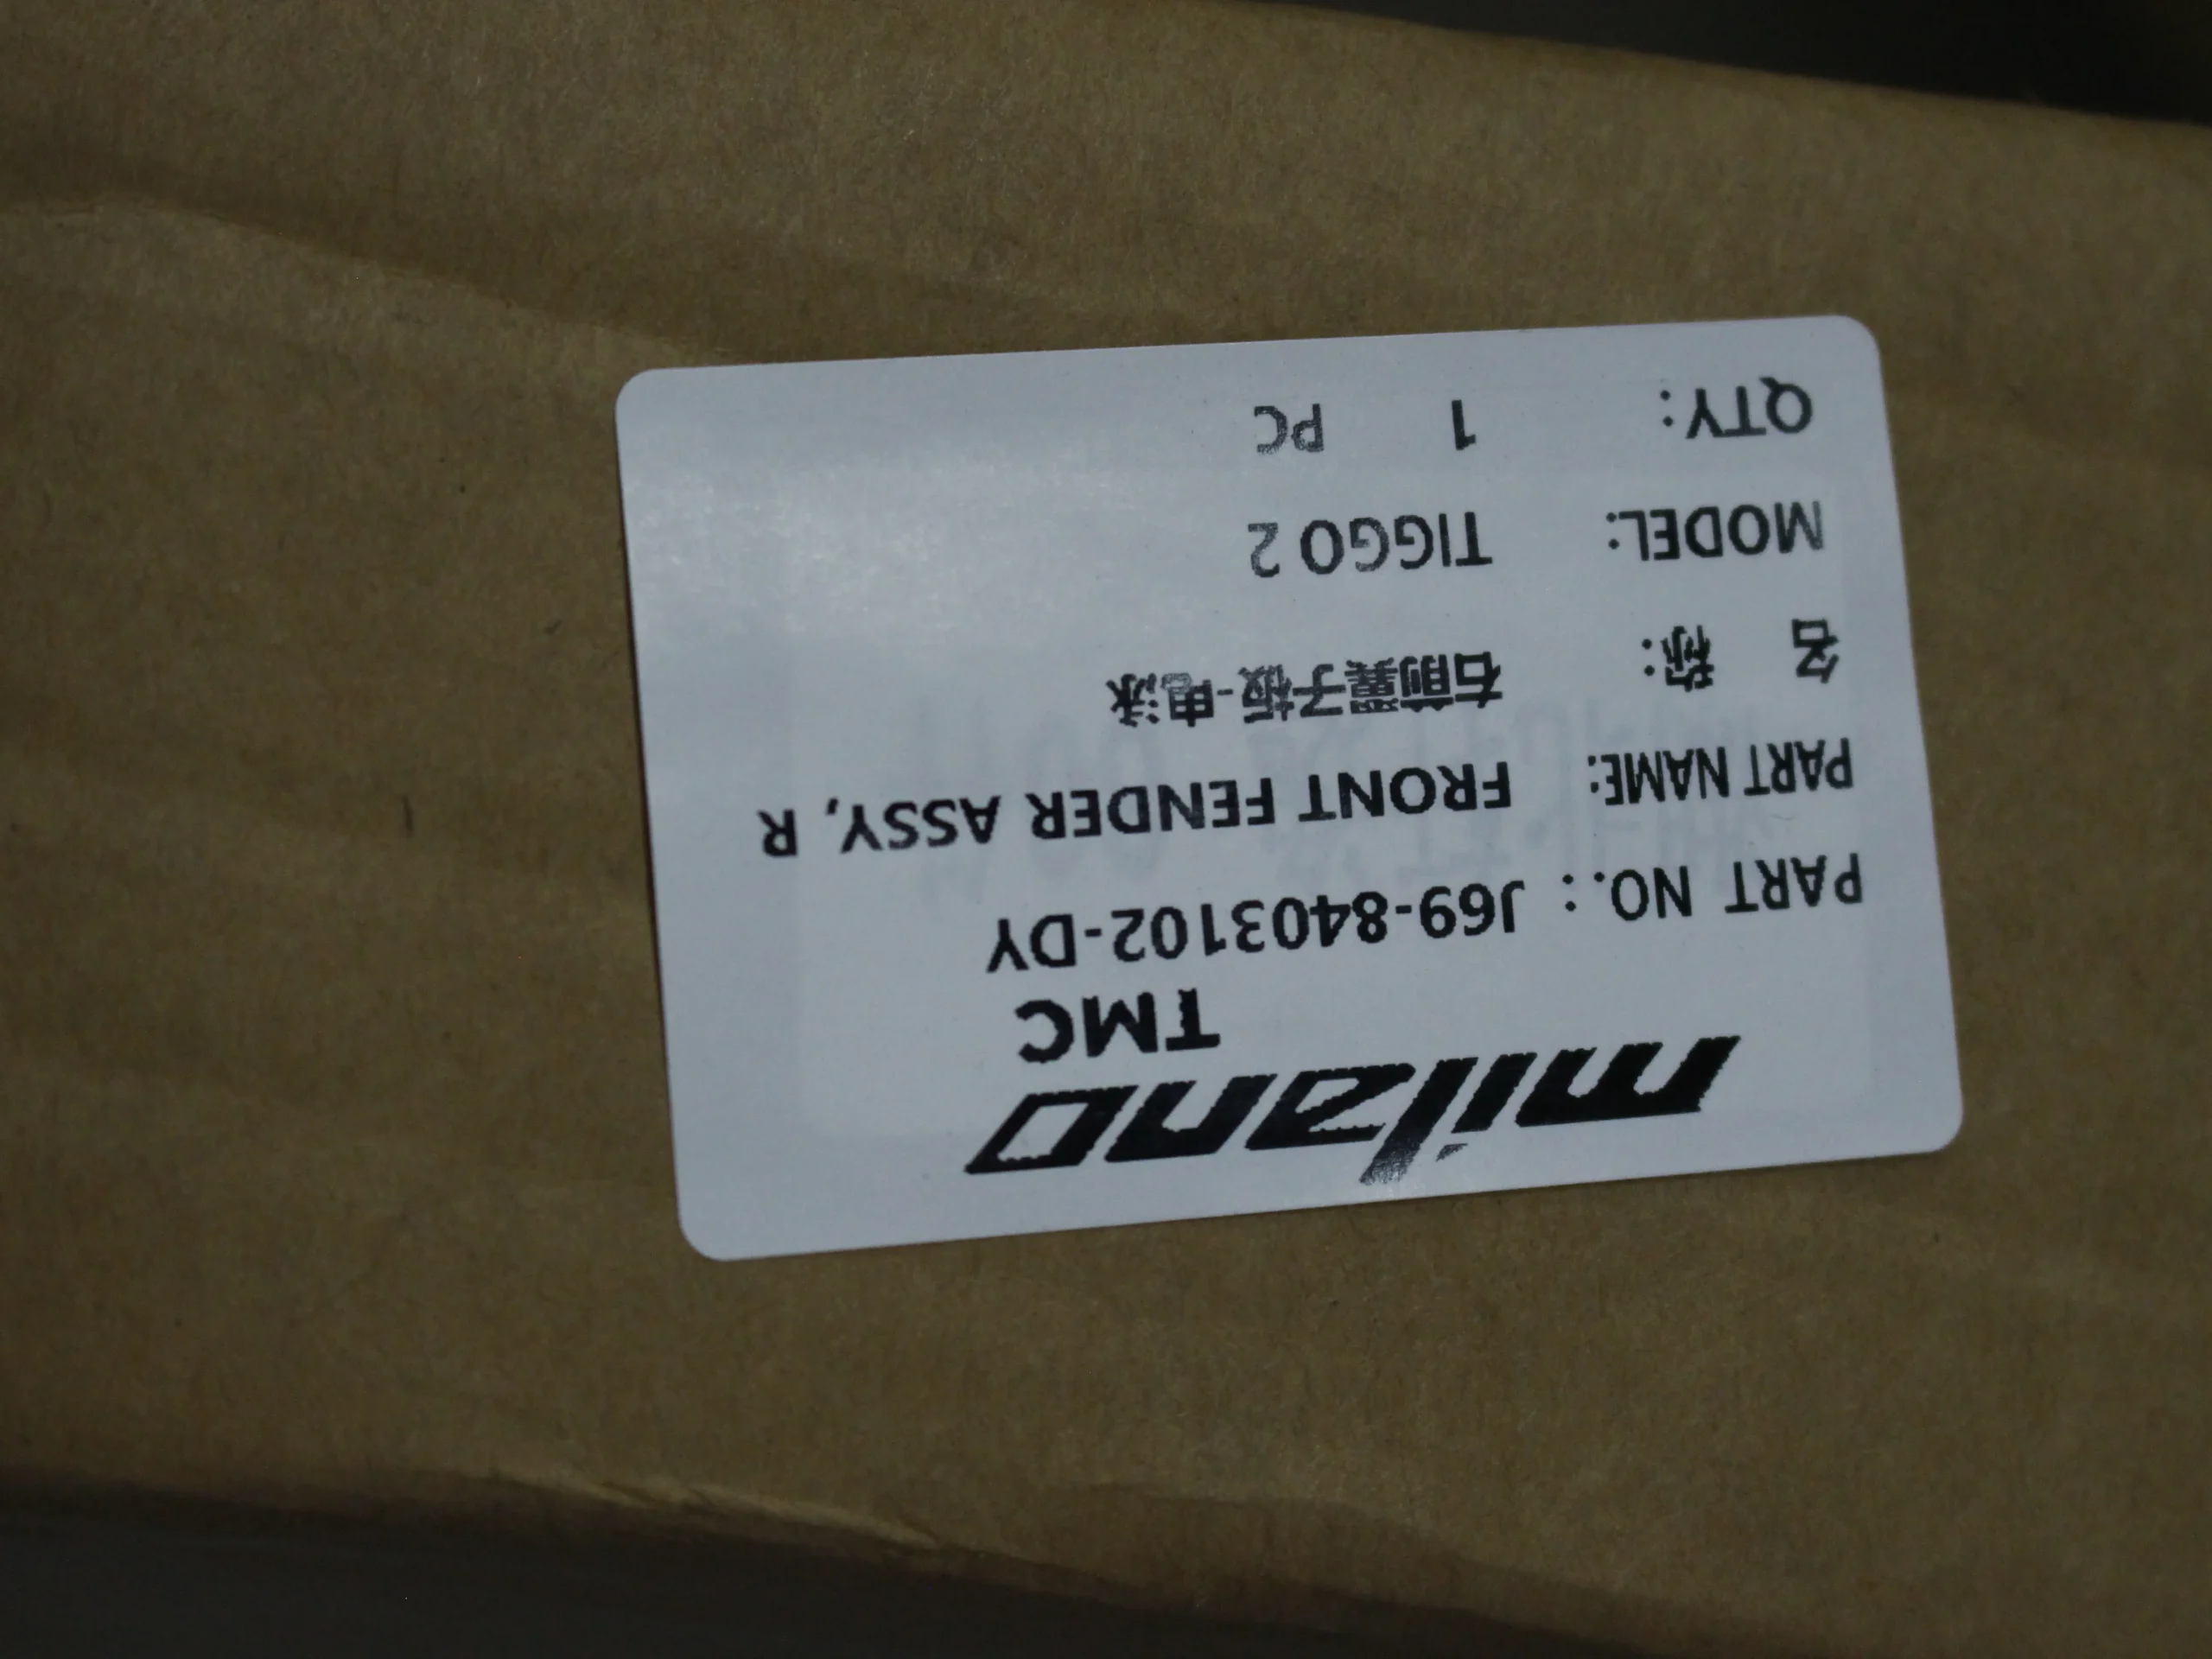 milano
TMC
PART NO. : J69-8403102-DY
PART NAME: FRONT FENDER ASSY, R
名 称: 右前翼子板-电泳
MODEL: TIGGO 2
QTY: 1 PC